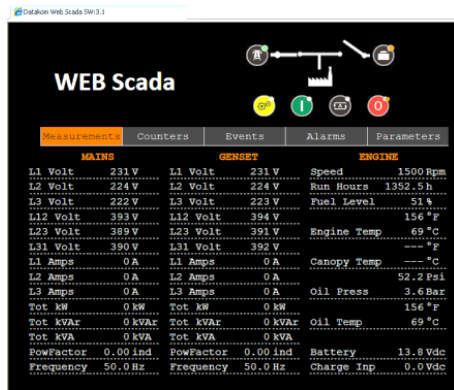 Datakom Web Scada SW:3.1
WEB Scada
Measurements Counters Events Alarms Parameters
MAINS GENSET ENGINE
L1 Volt 231 V L1 Volt 231 V Speed 1500 Rpm
L2 Volt 224 V L2 Volt 224 V Run Hours 1352.5 h
L3 Volt 222 V L3 Volt 223 V Fuel Level 51 %
L12 Volt 393 V L12 Volt 394 V 156 °F
L23 Volt 389 V L23 Volt 391 V Engine Temp 69 °C
L31 Volt 390 V L31 Volt 392 V --- °F
L1 Amps 0 A L1 Amps 0 A Canopy Temp --- °C
L2 Amps 0 A L2 Amps 0 A 52.2 Psi
L3 Amps 0 A L3 Amps 0 A Oil Press 3.6 Bar
Tot kW 0 kW Tot kW 0 kW 156 °F
Tot kVAr 0 kVAr Tot kVAr 0 kVAr Oil Temp 69 °C
Tot kVA 0 kVA Tot kVA 0 kVA
PowFactor 0.00 ind PowFactor 0.00 ind Battery 13.8 Vdc
Frequency 50.0 Hz Frequency 50.0 Hz Charge Inp 0.0 Vdc